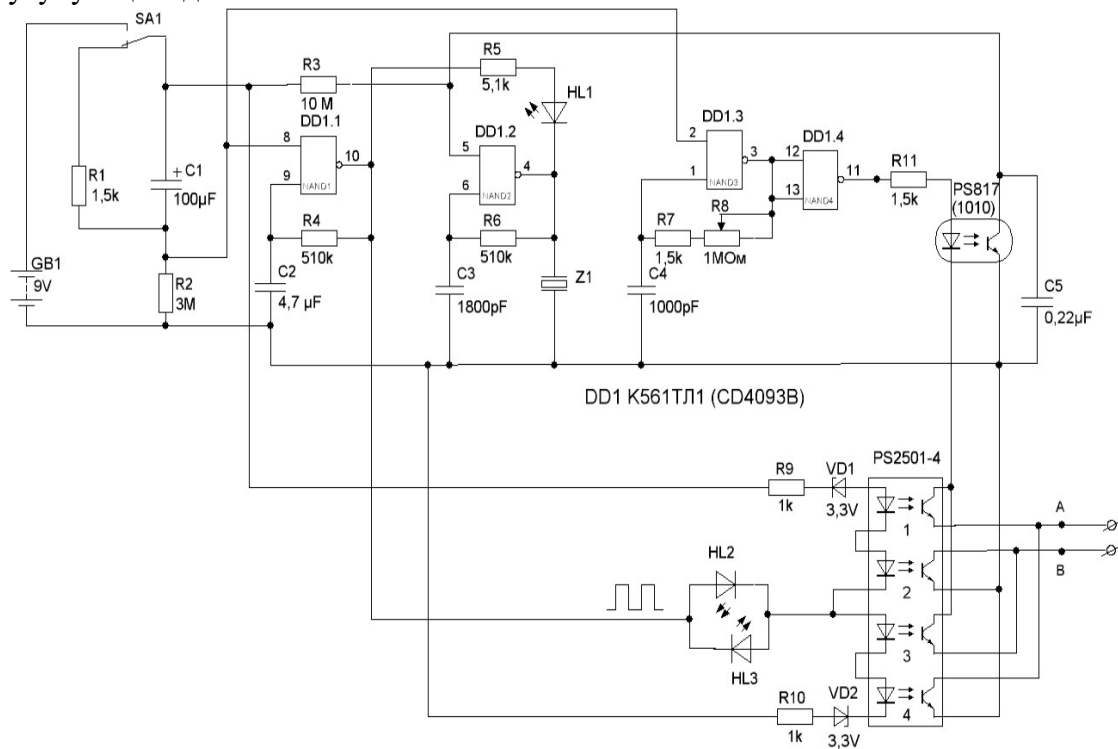 SA1
R1
1,5k
+
C1
100µF
GB1
9V
R2
3M
R3
10 M
DD1.1
8
9
10
NAND1
R4
510k
C2
4,7 µF
R5
5,1k
HL1
DD1.2
5
6
4
NAND2
R6
510k
C3
1800pF
Z1
DD1.3
2
1
3
NAND3
DD1.4
12
13
11
NAND4
R7
1,5k
R8
1МОм
C4
1000pF
R11
1,5k
PS817
(1010)
C5
0,22µF
DD1 К561ТЛ1 (CD4093B)
PS2501-4
R9
1k
VD1
3,3V
1
2
3
4
A
B
HL2
HL3
R10
1k
VD2
3,3V